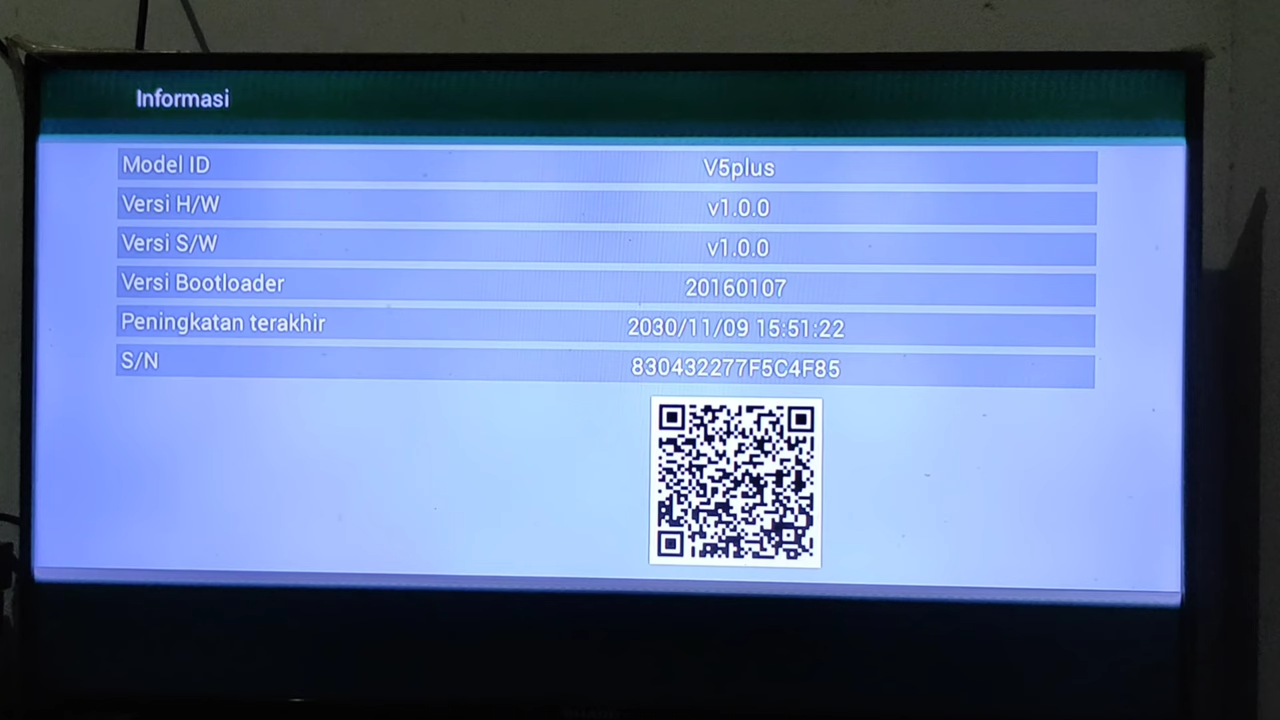 Informasi
Model ID V5plus
Versi H/W v1.0.0
Versi S/W v1.0.0
Versi Bootloader 20160107
Peningkatan terakhir 2030/11/09 15:51:22
S/N 830432277F5C4F85